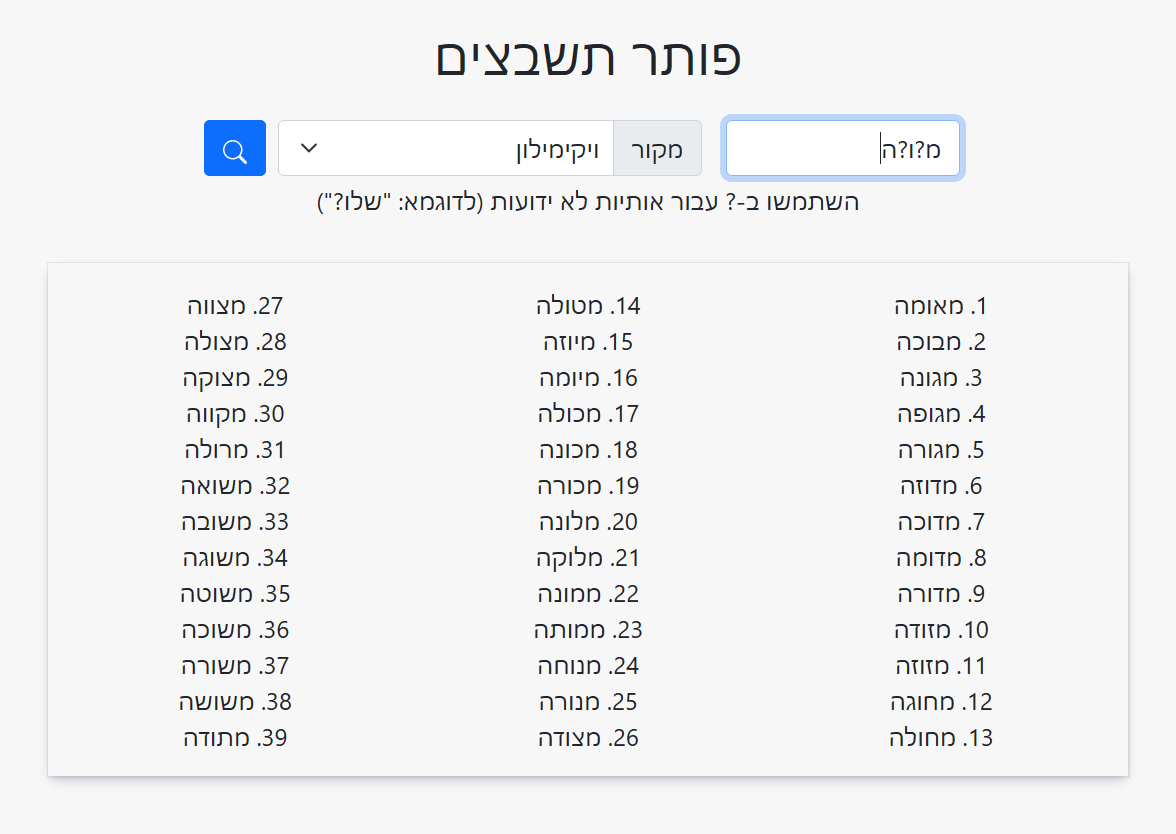 פותר תשבצים
מ?ו?ה
מקור
ויקימילון
השתמשו ב-? עבור אותיות לא ידועות (לדוגמא: "שלו?")
1. מאומה
2. מבוכה
3. מגונה
4. מגופה
5. מגורה
6. מדוזה
7. מדוכה
8. מדומה
9. מדורה
10. מזודה
11. מזוזה
12. מחוגה
13. מחולה
14. מטולה
15. מיוזה
16. מיומה
17. מכולה
18. מכונה
19. מכורה
20. מלונה
21. מלוקה
22. ממונה
23. ממותה
24. מנוחה
25. מנורה
26. מצודה
27. מצווה
28. מצולה
29. מצוקה
30. מקווה
31. מרולה
32. משואה
33. משובה
34. משוגה
35. משוטה
36. משוכה
37. משורה
38. משושה
39. מתודה